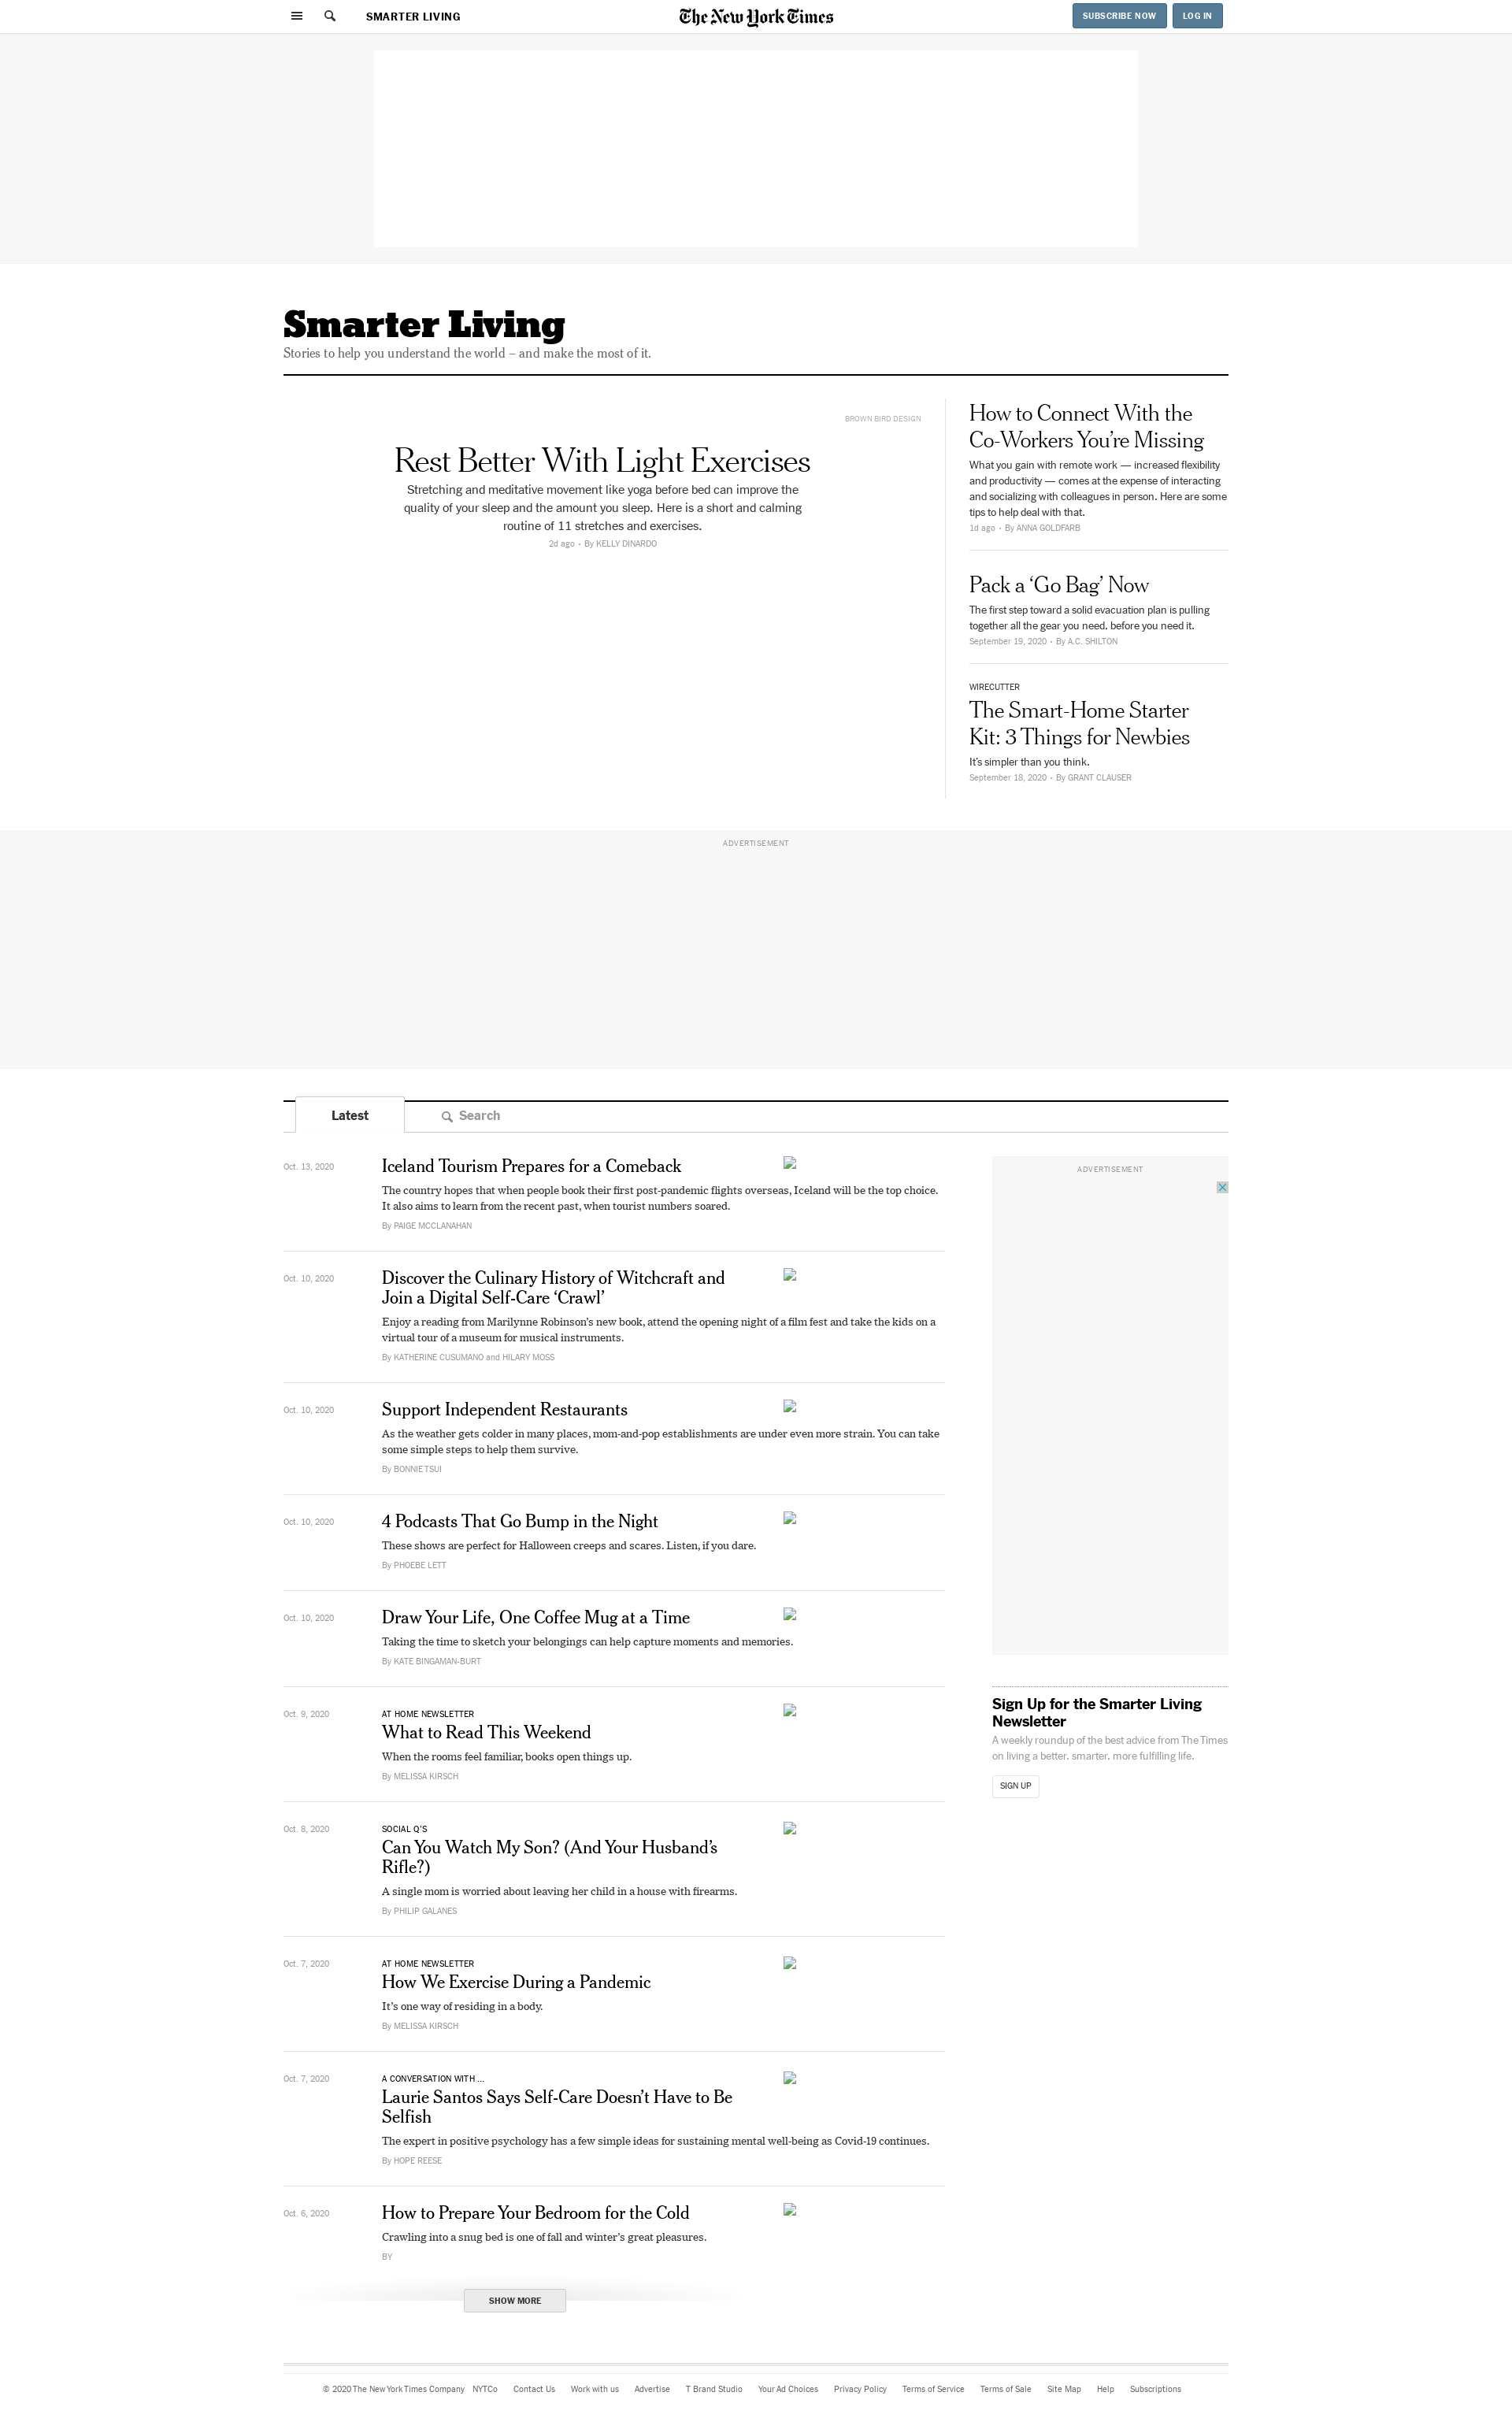 SMARTER LIVING
The New York Times
SUBSCRIBE NOW
LOG IN
Smarter Living
Stories to help you understand the world – and make the most of it.
BROWN BIRD DESIGN
Rest Better With Light Exercises
Stretching and meditative movement like yoga before bed can improve the
quality of your sleep and the amount you sleep. Here is a short and calming
routine of 11 stretches and exercises.
2d ago • By KELLY DINARDO
How to Connect With the
Co-Workers You’re Missing
What you gain with remote work — increased flexibility
and productivity — comes at the expense of interacting
and socializing with colleagues in person. Here are some
tips to help deal with that.
1d ago • By ANNA GOLDFARB
Pack a ‘Go Bag’ Now
The first step toward a solid evacuation plan is pulling
together all the gear you need, before you need it.
September 19, 2020 • By A.C. SHILTON
WIRECUTTER
The Smart-Home Starter
Kit: 3 Things for Newbies
It’s simpler than you think.
September 18, 2020 • By GRANT CLAUSER
ADVERTISEMENT
Latest
Search
Oct. 13, 2020
Iceland Tourism Prepares for a Comeback
The country hopes that when people book their first post-pandemic flights overseas, Iceland will be the top choice.
It also aims to learn from the recent past, when tourist numbers soared.
By PAIGE MCCLANAHAN
Oct. 10, 2020
Discover the Culinary History of Witchcraft and
Join a Digital Self-Care ‘Crawl’
Enjoy a reading from Marilynne Robinson’s new book, attend the opening night of a film fest and take the kids on a
virtual tour of a museum for musical instruments.
By KATHERINE CUSUMANO and HILARY MOSS
Oct. 10, 2020
Support Independent Restaurants
As the weather gets colder in many places, mom-and-pop establishments are under even more strain. You can take
some simple steps to help them survive.
By BONNIE TSUI
Oct. 10, 2020
4 Podcasts That Go Bump in the Night
These shows are perfect for Halloween creeps and scares. Listen, if you dare.
By PHOEBE LETT
Oct. 10, 2020
Draw Your Life, One Coffee Mug at a Time
Taking the time to sketch your belongings can help capture moments and memories.
By KATE BINGAMAN-BURT
Oct. 9, 2020
AT HOME NEWSLETTER
What to Read This Weekend
When the rooms feel familiar, books open things up.
By MELISSA KIRSCH
Oct. 8, 2020
SOCIAL Q’S
Can You Watch My Son? (And Your Husband’s
Rifle?)
A single mom is worried about leaving her child in a house with firearms.
By PHILIP GALANES
Oct. 7, 2020
AT HOME NEWSLETTER
How We Exercise During a Pandemic
It’s one way of residing in a body.
By MELISSA KIRSCH
Oct. 7, 2020
A CONVERSATION WITH ...
Laurie Santos Says Self-Care Doesn’t Have to Be
Selfish
The expert in positive psychology has a few simple ideas for sustaining mental well-being as Covid-19 continues.
By HOPE REESE
Oct. 6, 2020
How to Prepare Your Bedroom for the Cold
Crawling into a snug bed is one of fall and winter’s great pleasures.
BY
SHOW MORE
ADVERTISEMENT
Sign Up for the Smarter Living
Newsletter
A weekly roundup of the best advice from The Times
on living a better, smarter, more fulfilling life.
SIGN UP
© 2020 The New York Times Company NYTCo Contact Us Work with us Advertise T Brand Studio Your Ad Choices Privacy Policy Terms of Service Terms of Sale Site Map Help Subscriptions